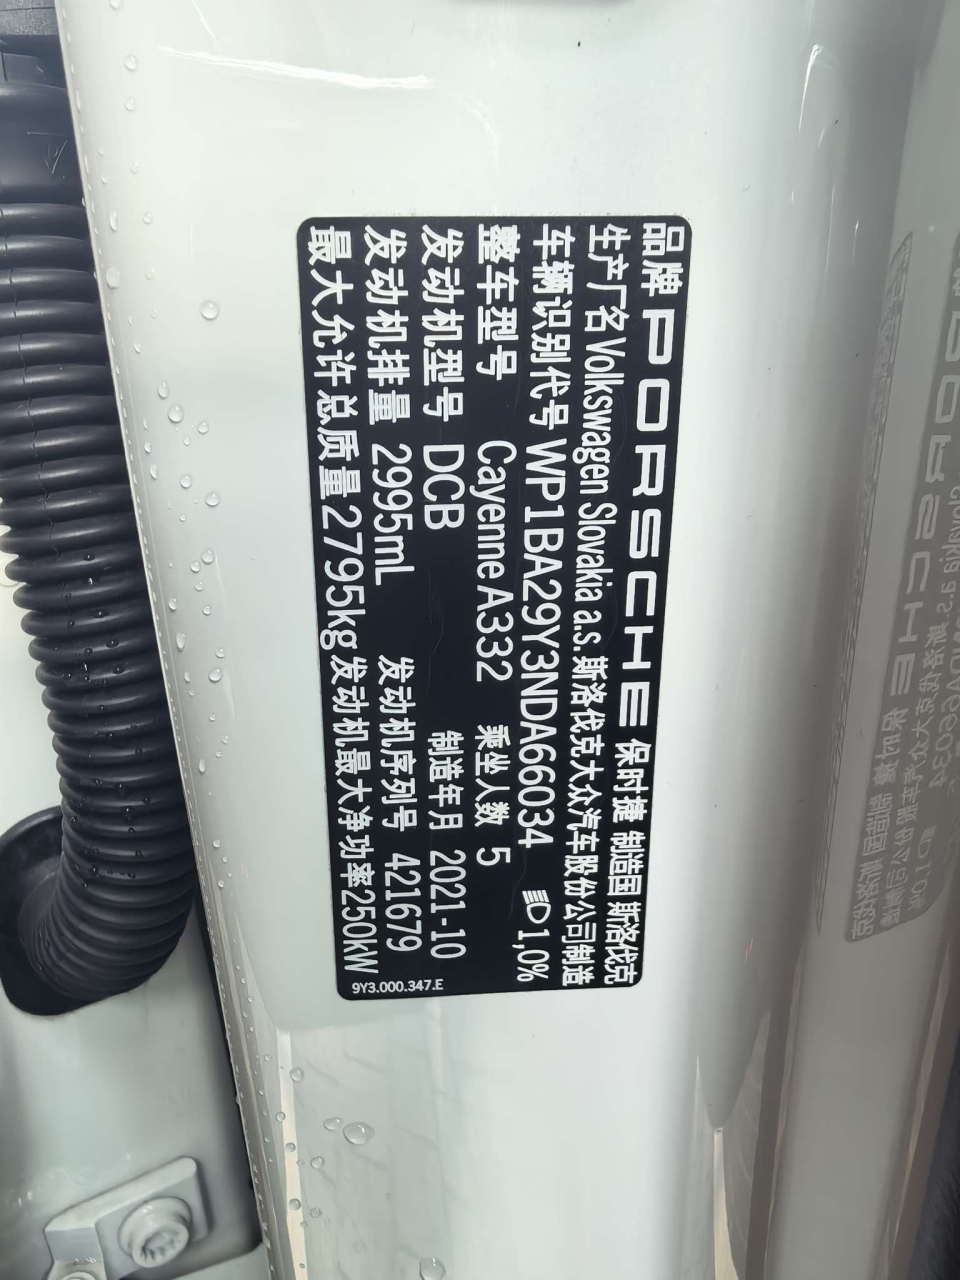 品牌 PORSCHE 保时捷 制造国 斯洛伐克
生产厂名 Volkswagen Slovakia a.s. 斯洛伐克大众汽车股份公司制造
车辆识别代号 WP1BA29Y3NDA66034 1,0%
整车型号 Cayenne A332 乘坐人数 5
发动机型号 DCB 制造年月 2021-10
发动机排量 2995mL 发动机序列号 421679
最大允许总质量 2795kg 发动机最大净功率 250kW
9Y3.000.347.E